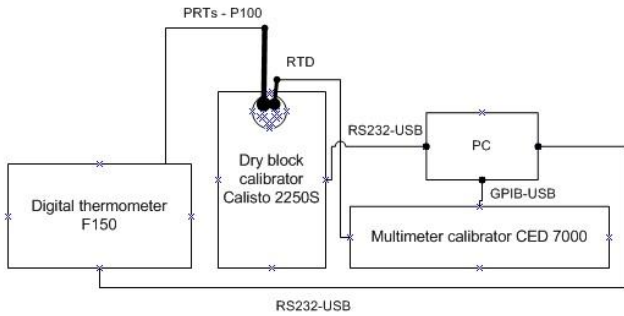 PRTs - P100
RTD
RS232-USB
PC
Dry block
calibrator
Calisto 2250S
GPIB-USB
Digital thermometer
F150
Multimeter calibrator CED 7000
RS232-USB